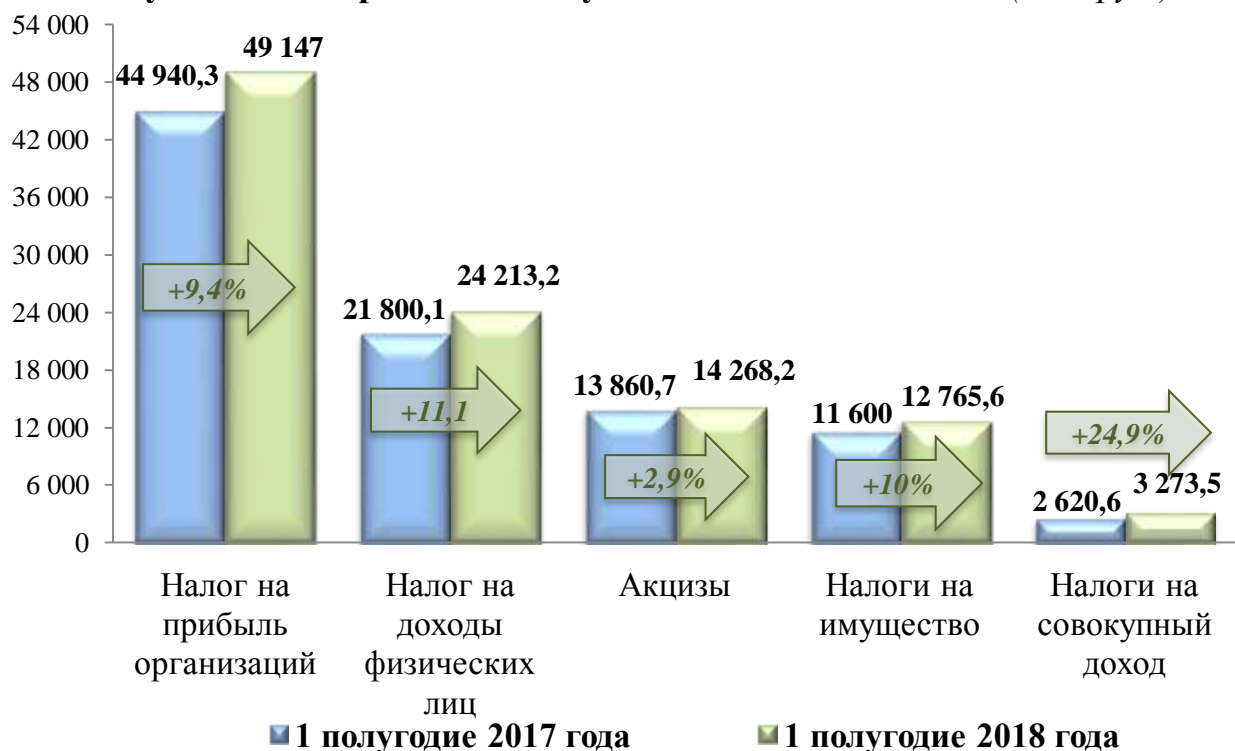 54 000
48 000
42 000
36 000
30 000
24 000
18 000
12 000
6 000
0
44 940,3
49 147
+9,4%
21 800,1
24 213,2
+11,1
13 860,7
14 268,2
+2,9%
11 600
12 765,6
+10%
2 620,6
3 273,5
+24,9%
Налог на
прибыль
организаций
Налог на
доходы
физических
лиц
Акцизы
Налоги на
имущество
Налоги на
совокупный
доход
1 полугодие 2017 года
1 полугодие 2018 года